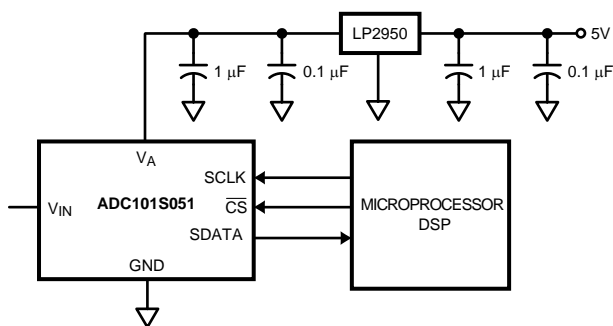 LP2950
5V
1 μF
0.1 μF
1 μF
0.1 μF
V_A
SCLK
V_IN
ADC101S051
C̅S̅
SDATA
GND
MICROPROCESSOR
DSP